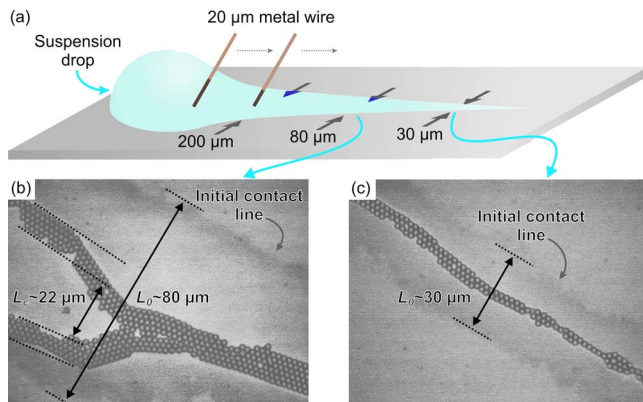 (a)
20 µm metal wire
Suspension
drop
200 µm
80 µm
30 µm
(b)
Initial contact
line
Lc~22 µm
L0~80 µm
(c)
Initial contact
line
L0~30 µm